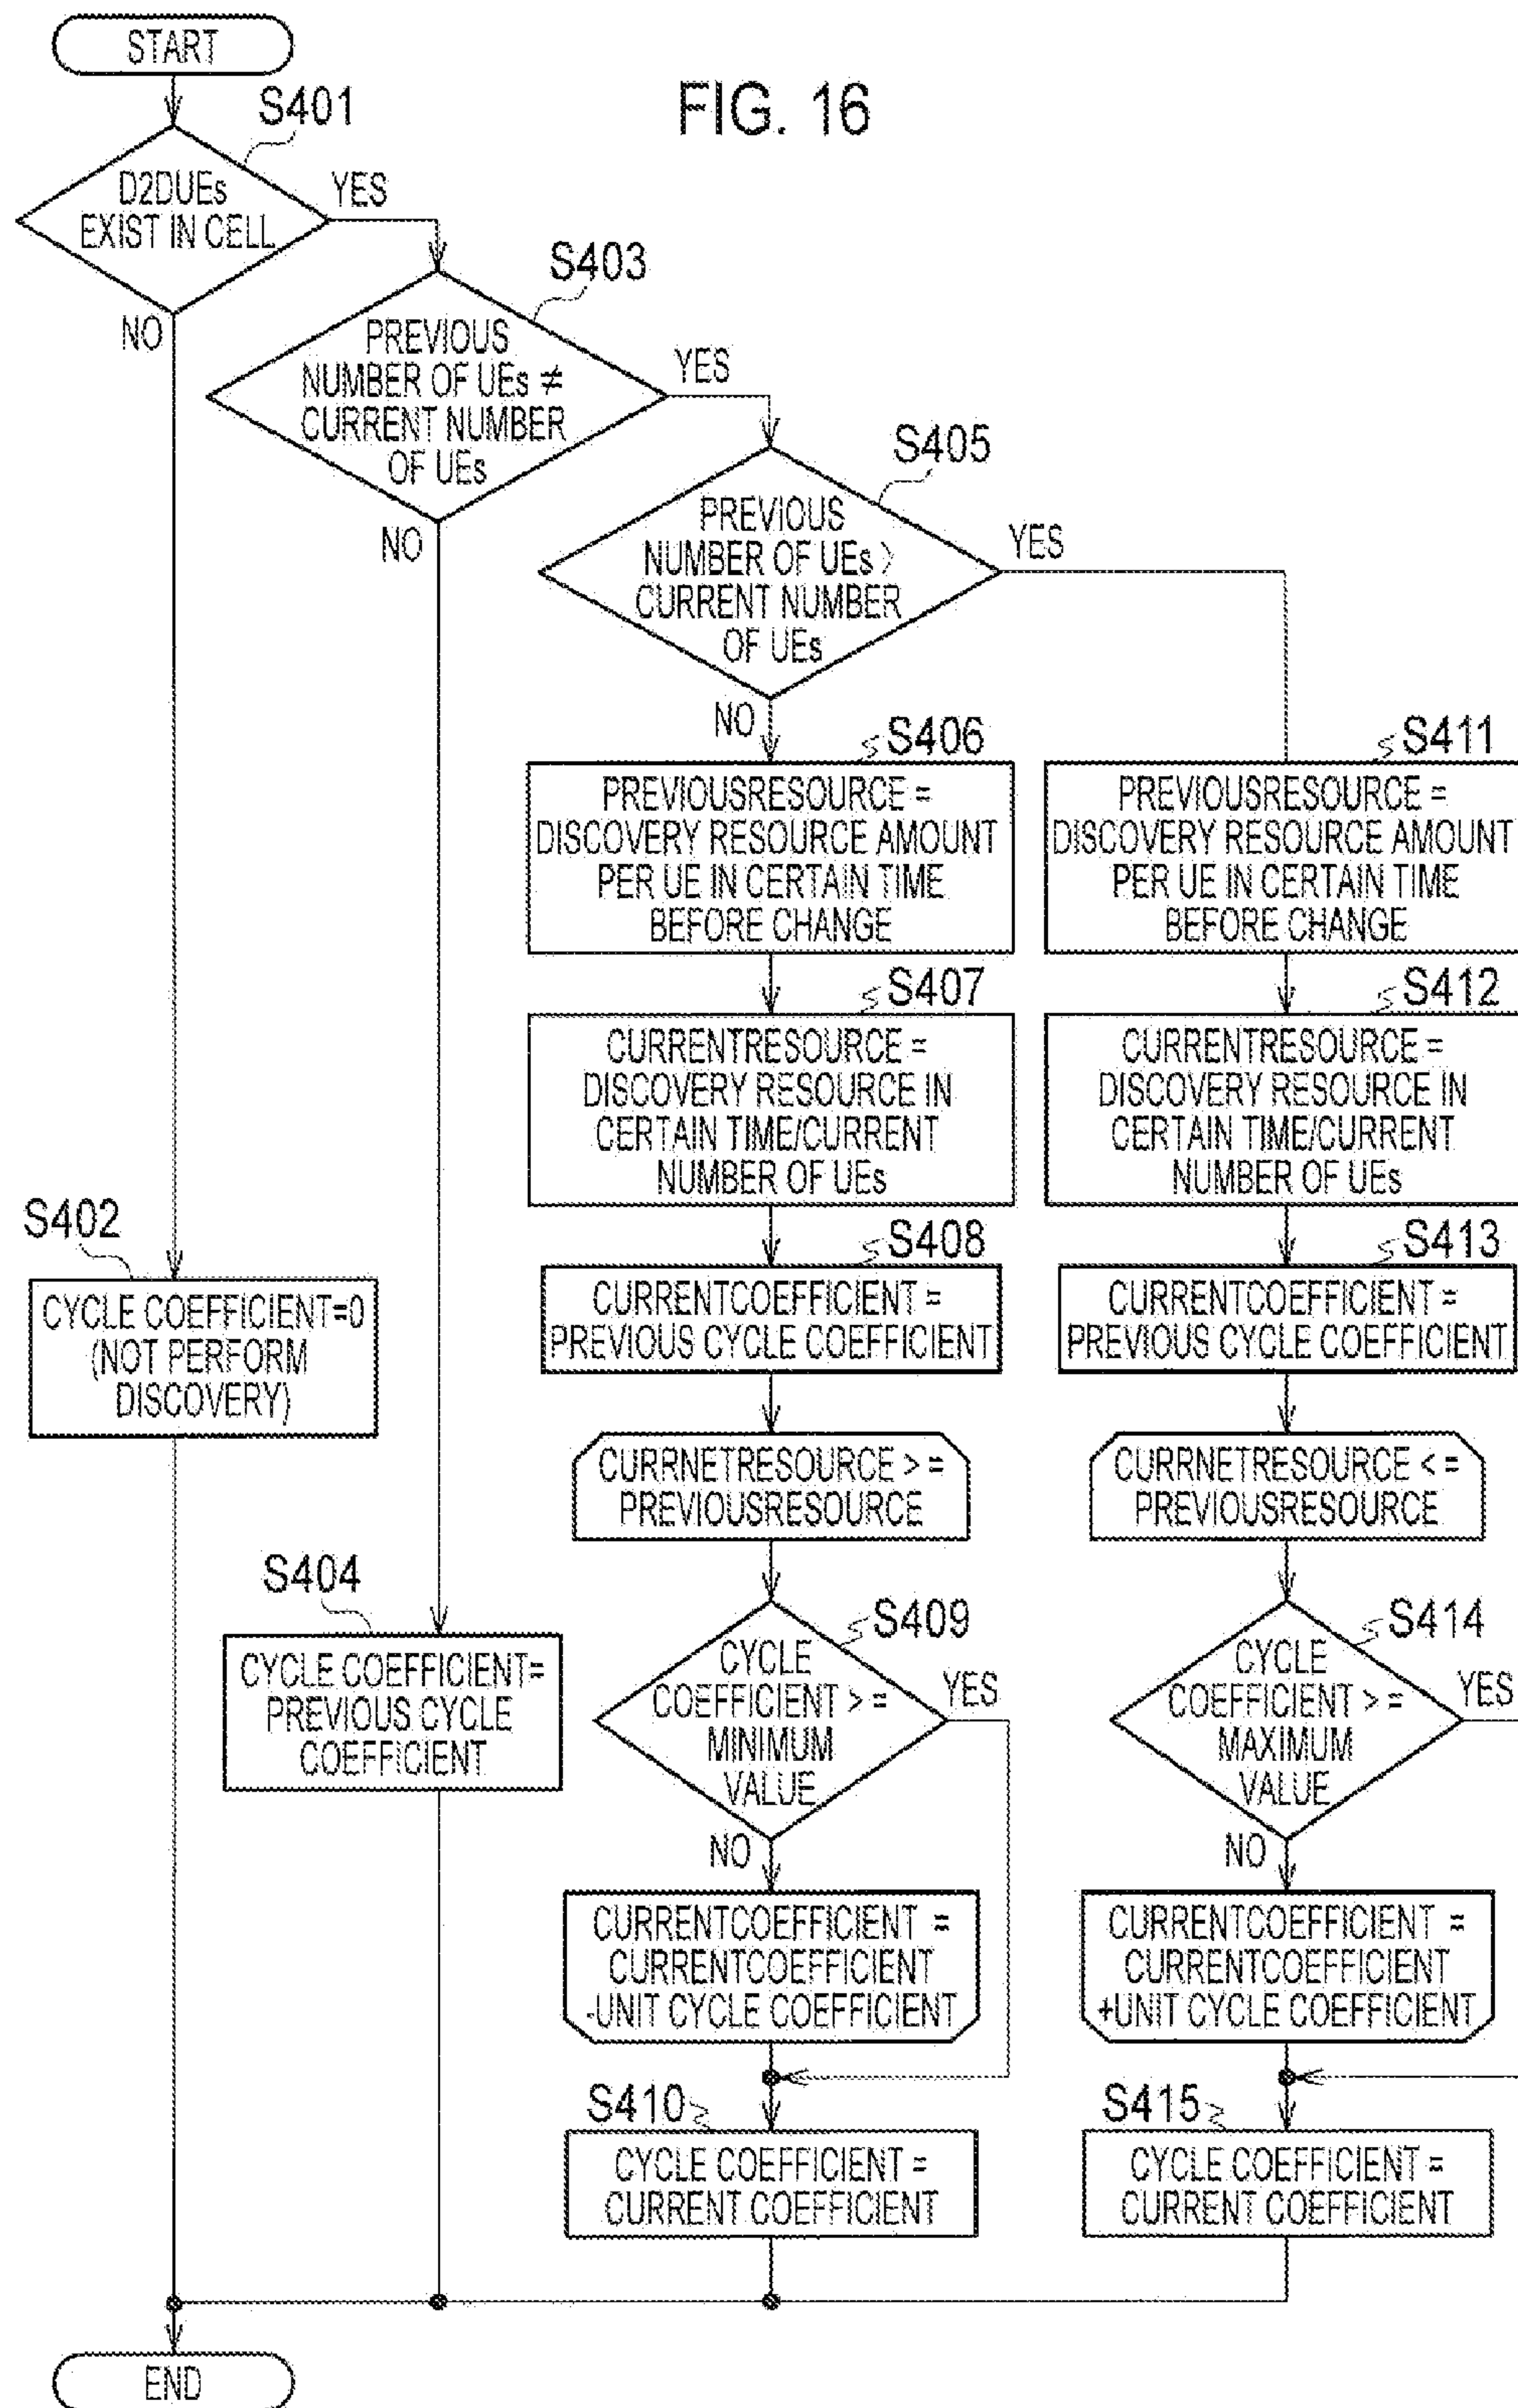 START
FIG. 16
S401
D2DUEs
EXIST IN CELL
YES
NO
S403
PREVIOUS
NUMBER OF UEs ≠
CURRENT NUMBER
OF UEs
YES
NO
S405
PREVIOUS
NUMBER OF UEs >
CURRENT NUMBER
OF UEs
YES
NO
S406
PREVIOUSRESOURCE =
DISCOVERY RESOURCE AMOUNT
PER UE IN CERTAIN TIME
BEFORE CHANGE
S411
PREVIOUSRESOURCE =
DISCOVERY RESOURCE AMOUNT
PER UE IN CERTAIN TIME
BEFORE CHANGE
S407
CURRENTRESOURCE =
DISCOVERY RESOURCE IN
CERTAIN TIME/CURRENT
NUMBER OF UEs
S412
CURRENTRESOURCE =
DISCOVERY RESOURCE IN
CERTAIN TIME/CURRENT
NUMBER OF UEs
S402
CYCLE COEFFICIENT=0
(NOT PERFORM
DISCOVERY)
S408
CURRENTCOEFFICIENT =
PREVIOUS CYCLE COEFFICIENT
S413
CURRENTCOEFFICIENT =
PREVIOUS CYCLE COEFFICIENT
CURRNETRESOURCE > =
PREVIOUSRESOURCE
CURRNETRESOURCE < =
PREVIOUSRESOURCE
S404
CYCLE COEFFICIENT=
PREVIOUS CYCLE
COEFFICIENT
S409
CYCLE
COEFFICIENT > =
MINIMUM
VALUE
YES
NO
S414
CYCLE
COEFFICIENT > =
MAXIMUM
VALUE
YES
NO
CURRENTCOEFFICIENT =
CURRENTCOEFFICIENT
-UNIT CYCLE COEFFICIENT
CURRENTCOEFFICIENT =
CURRENTCOEFFICIENT
+UNIT CYCLE COEFFICIENT
S410
CYCLE COEFFICIENT =
CURRENT COEFFICIENT
S415
CYCLE COEFFICIENT =
CURRENT COEFFICIENT
END